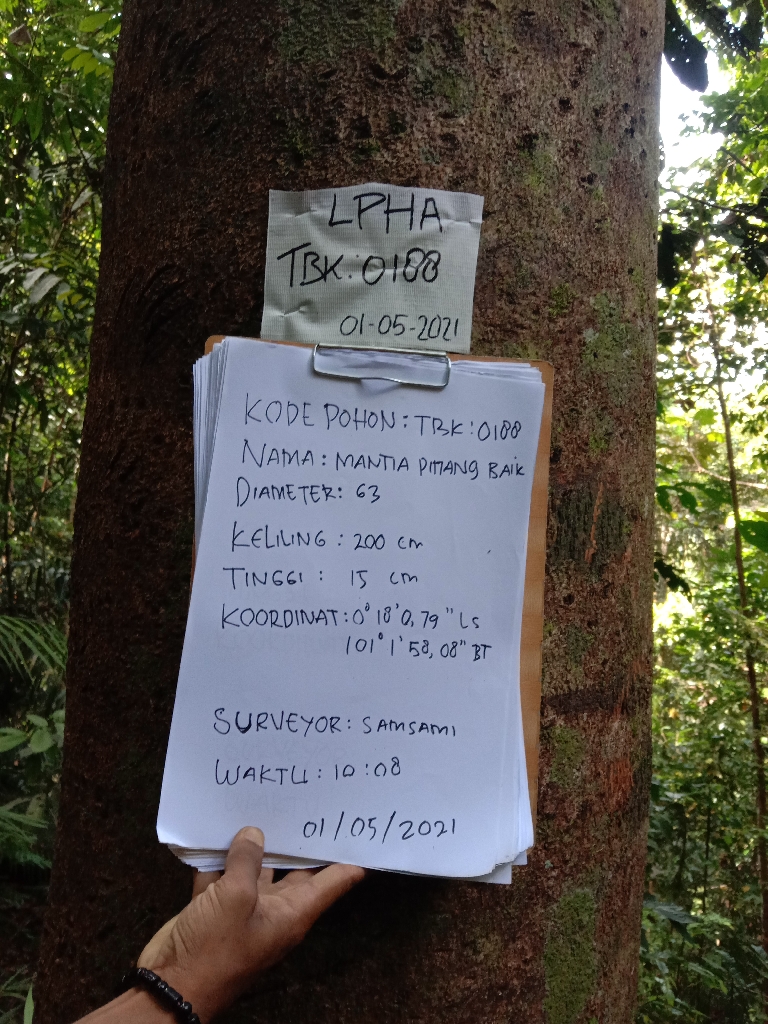 LPHA
TBK: 0188
01-05-2021
KODE POHON: TBK: 0188
NAMA: MANTIA PITIANG BAIK
DIAMETER: 63
KELILING: 200 cm
TINGGI: 15 cm
KOORDINAT: 0° 18' 0,79" LS
101° 1' 58,08" BT
SURVEYOR: SAMSAMI
WAKTU: 10:08
01/05/2021